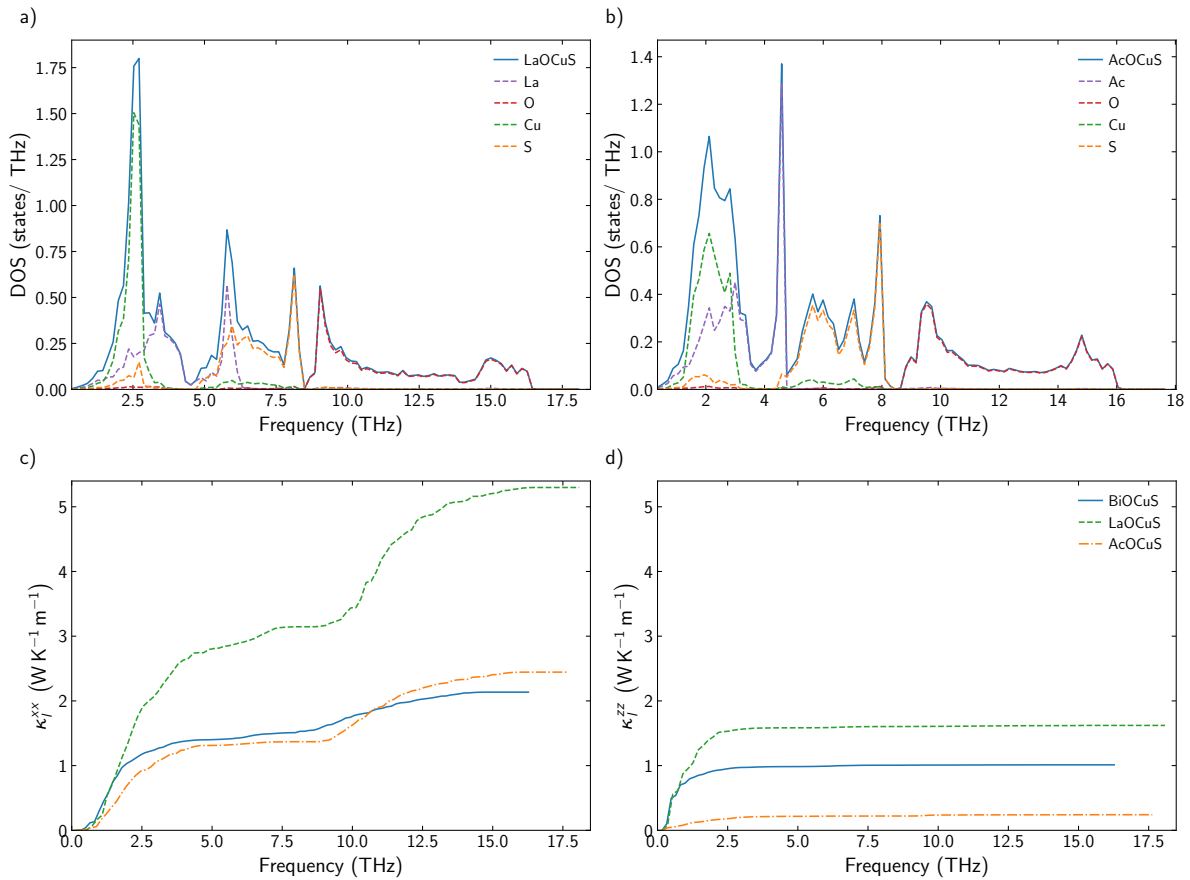 a)
b)
1.75
1.50
1.25
1.00
0.75
0.50
0.25
0.00
DOS (states/ THz)
LaOCuS
La
O
Cu
S
2.5
5.0
7.5
10.0
12.5
15.0
17.5
Frequency (THz)
1.4
1.2
1.0
0.8
0.6
0.4
0.2
0.0
DOS (states/ THz)
AcOCuS
Ac
O
Cu
S
2
4
6
8
10
12
14
16
18
Frequency (THz)
c)
d)
5
4
3
2
1
0
κ_l^{xx} (W K⁻¹ m⁻¹)
0.0
2.5
5.0
7.5
10.0
12.5
15.0
17.5
Frequency (THz)
5
4
3
2
1
0
κ_l^{zz} (W K⁻¹ m⁻¹)
BiOCuS
LaOCuS
AcOCuS
0.0
2.5
5.0
7.5
10.0
12.5
15.0
17.5
Frequency (THz)